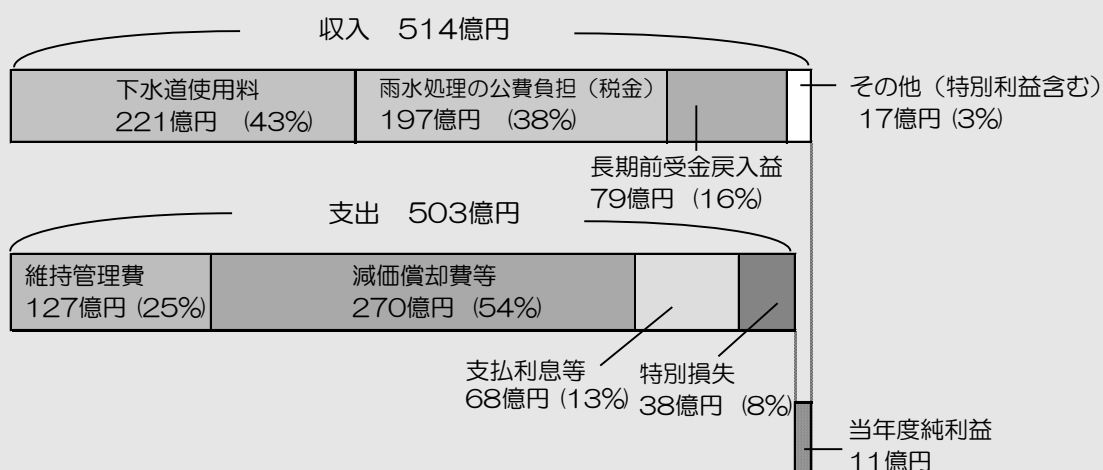 収入　514億円
下水道使用料
221億円 (43%)
雨水処理の公費負担（税金）
197億円 (38%)
長期前受金戻入益
79億円 (16%)
その他（特別利益含む）
17億円 (3%)
支出　503億円
維持管理費
127億円 (25%)
減価償却費等
270億円 (54%)
支払利息等
68億円 (13%)
特別損失
38億円 (8%)
当年度純利益
11億円